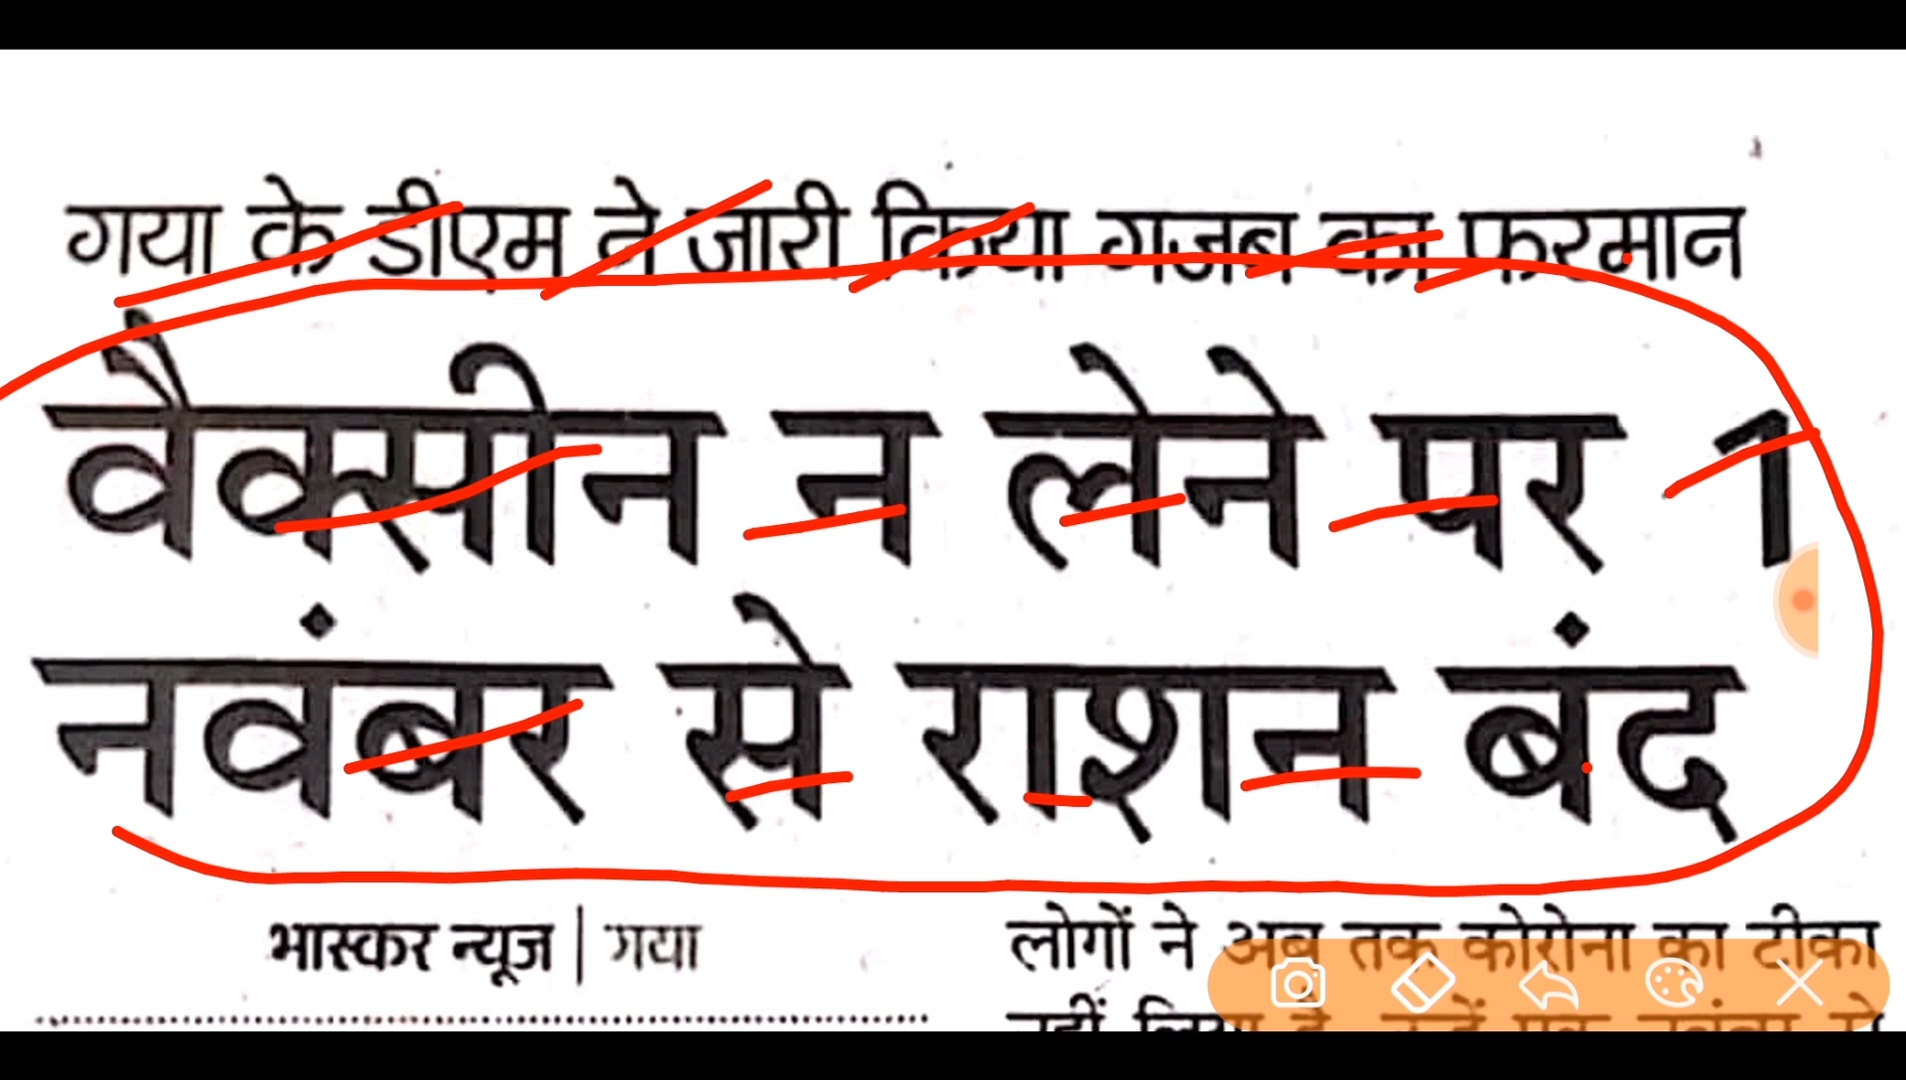 गया के डीएम ने जारी किया गजब का फरमान
वैक्सीन न लेने पर 1
नवंबर से राशन बंद
भास्कर न्यूज | गया
लोगों ने अब तक कोरोना का टीका